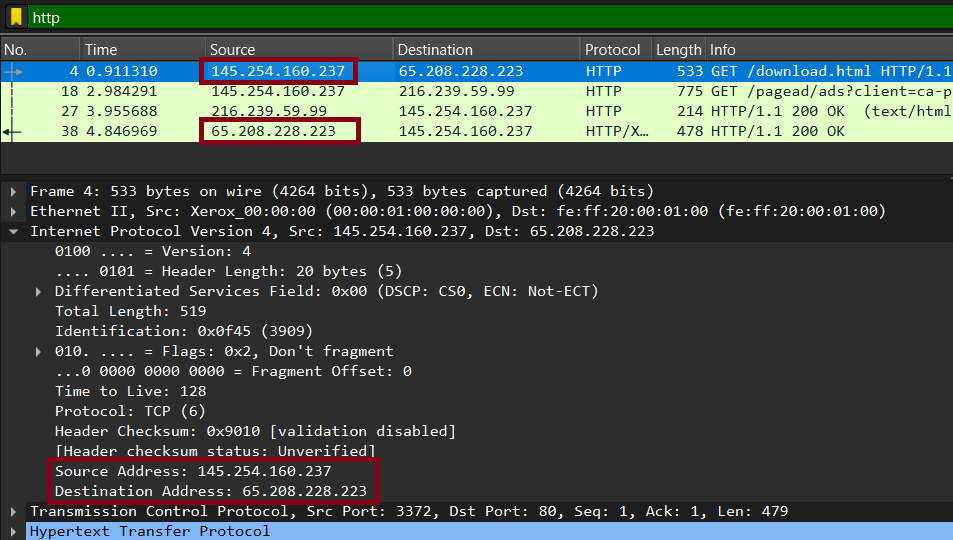 http
No. Time Source Destination Protocol Length Info
4 0.911310 145.254.160.237 65.208.228.223 HTTP 533 GET /download.html HTTP/1.1
18 2.984291 145.254.160.237 216.239.59.99 HTTP 775 GET /pagead/ads?client=ca-p
27 3.955688 216.239.59.99 145.254.160.237 HTTP 214 HTTP/1.1 200 OK (text/html
38 4.846969 65.208.228.223 145.254.160.237 HTTP/X… 478 HTTP/1.1 200 OK
Frame 4: 533 bytes on wire (4264 bits), 533 bytes captured (4264 bits)
Ethernet II, Src: Xerox_00:00:00 (00:00:01:00:00:00), Dst: fe:ff:20:00:01:00 (fe:ff:20:00:01:00)
Internet Protocol Version 4, Src: 145.254.160.237, Dst: 65.208.228.223
0100 .... = Version: 4
.... 0101 = Header Length: 20 bytes (5)
Differentiated Services Field: 0x00 (DSCP: CS0, ECN: Not-ECT)
Total Length: 519
Identification: 0x0f45 (3909)
010. .... = Flags: 0x2, Don't fragment
...0 0000 0000 0000 = Fragment Offset: 0
Time to Live: 128
Protocol: TCP (6)
Header Checksum: 0x9010 [validation disabled]
[Header checksum status: Unverified]
Source Address: 145.254.160.237
Destination Address: 65.208.228.223
Transmission Control Protocol, Src Port: 3372, Dst Port: 80, Seq: 1, Ack: 1, Len: 479
Hypertext Transfer Protocol